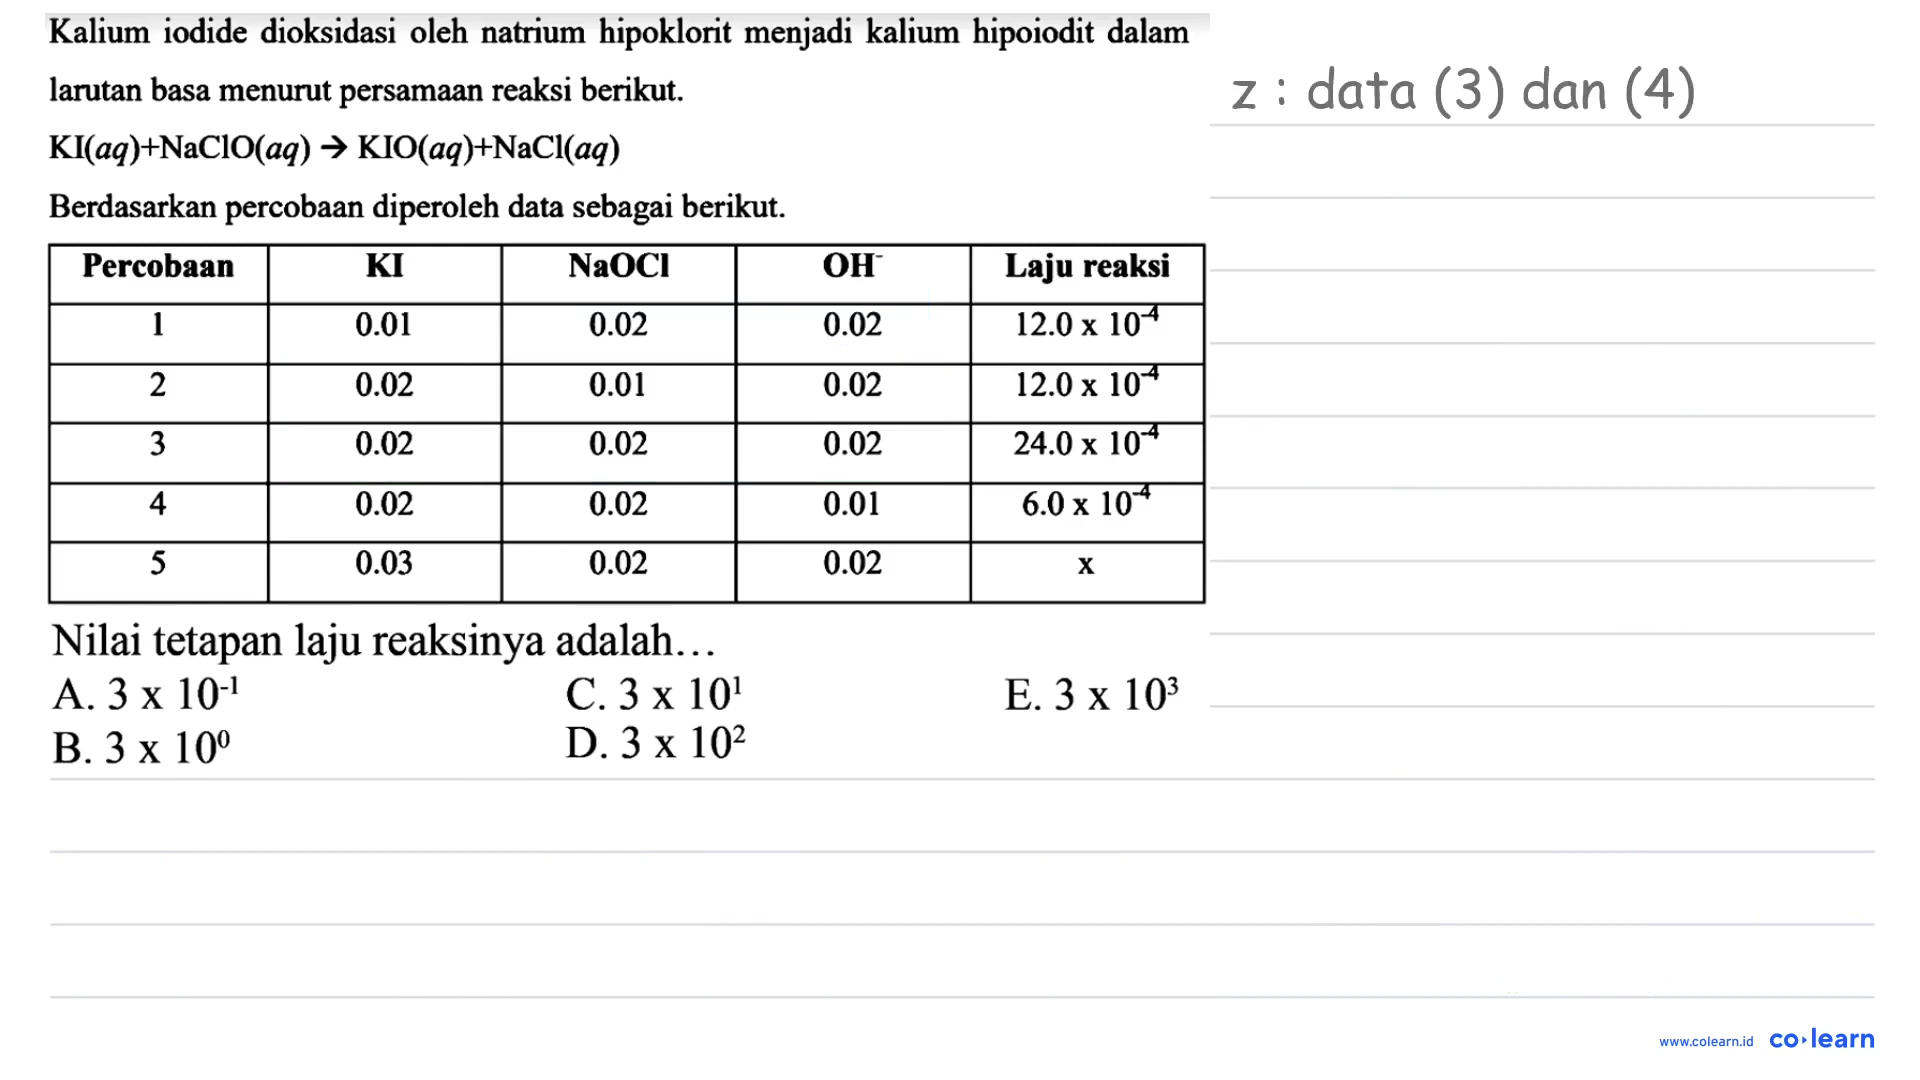 Kalium iodide dioksidasi oleh natrium hipoklorit menjadi kalium hipoiodit dalam
larutan basa menurut persamaan reaksi berikut.
KI(aq)+NaClO(aq) → KIO(aq)+NaCl(aq)
Berdasarkan percobaan diperoleh data sebagai berikut.
Percobaan KI NaOCl OH⁻ Laju reaksi
1 0.01 0.02 0.02 12.0 x 10⁻⁴
2 0.02 0.01 0.02 12.0 x 10⁻⁴
3 0.02 0.02 0.02 24.0 x 10⁻⁴
4 0.02 0.02 0.01 6.0 x 10⁻⁴
5 0.03 0.02 0.02 x
Nilai tetapan laju reaksinya adalah...
A. 3 x 10⁻¹ C. 3 x 10¹ E. 3 x 10³
B. 3 x 10⁰ D. 3 x 10²
z : data (3) dan (4)
www.colearn.id co learn